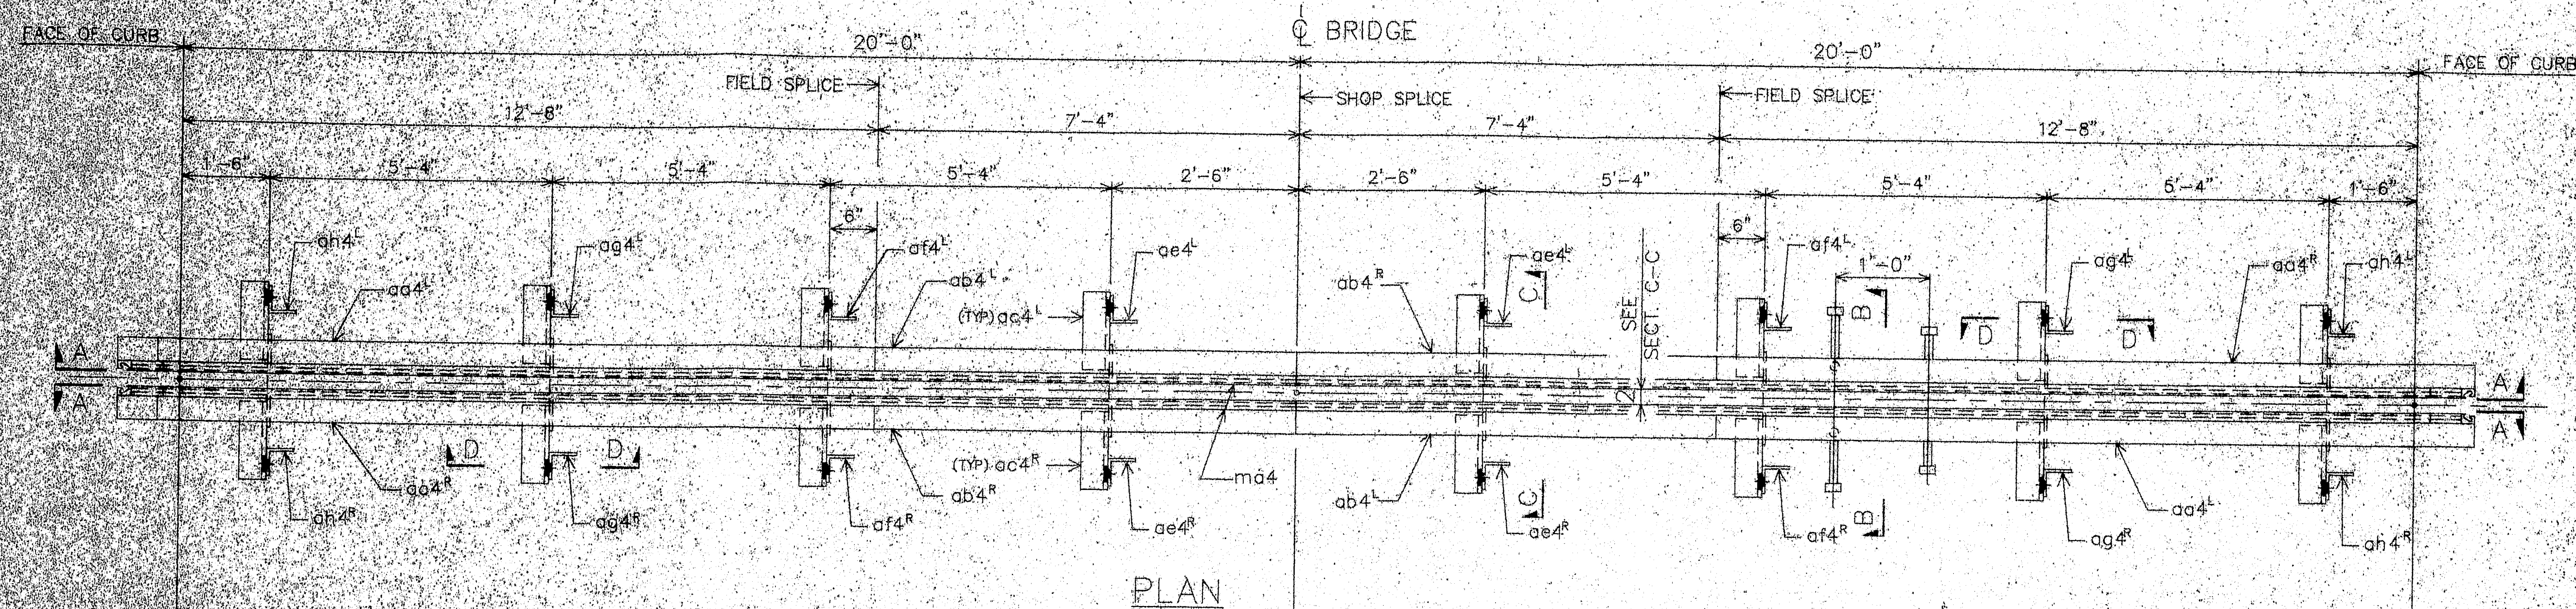 ℄ BRIDGE
FACE OF CURB
20'-0"
20'-0"
FACE OF CURB
FIELD SPLICE
SHOP SPLICE
FIELD SPLICE
12'-8"
7'-4"
7'-4"
12'-8"
1'-6"
5'-4"
5'-4"
5'-4"
2'-6"
2'-6"
5'-4"
5'-4"
5'-4"
1'-6"
6"
6"
1'-0"
ah4L
ag4L
af4L
ae4L
ae4L
af4L
ag4L
ah4L
aa4L
ab4L
(TYP) ac4L
ab4R
aa4R
C
SEE SECT. C-C
B
D
D
A
A
2
2
2
2
2
A
A
D
D
aa4R
ab4R
(TYP) ac4R
ma4
ab4L
C
B
aa4L
ah4R
ag4R
af4R
ae4R
ae4R
af4R
ag4R
ah4R
PLAN